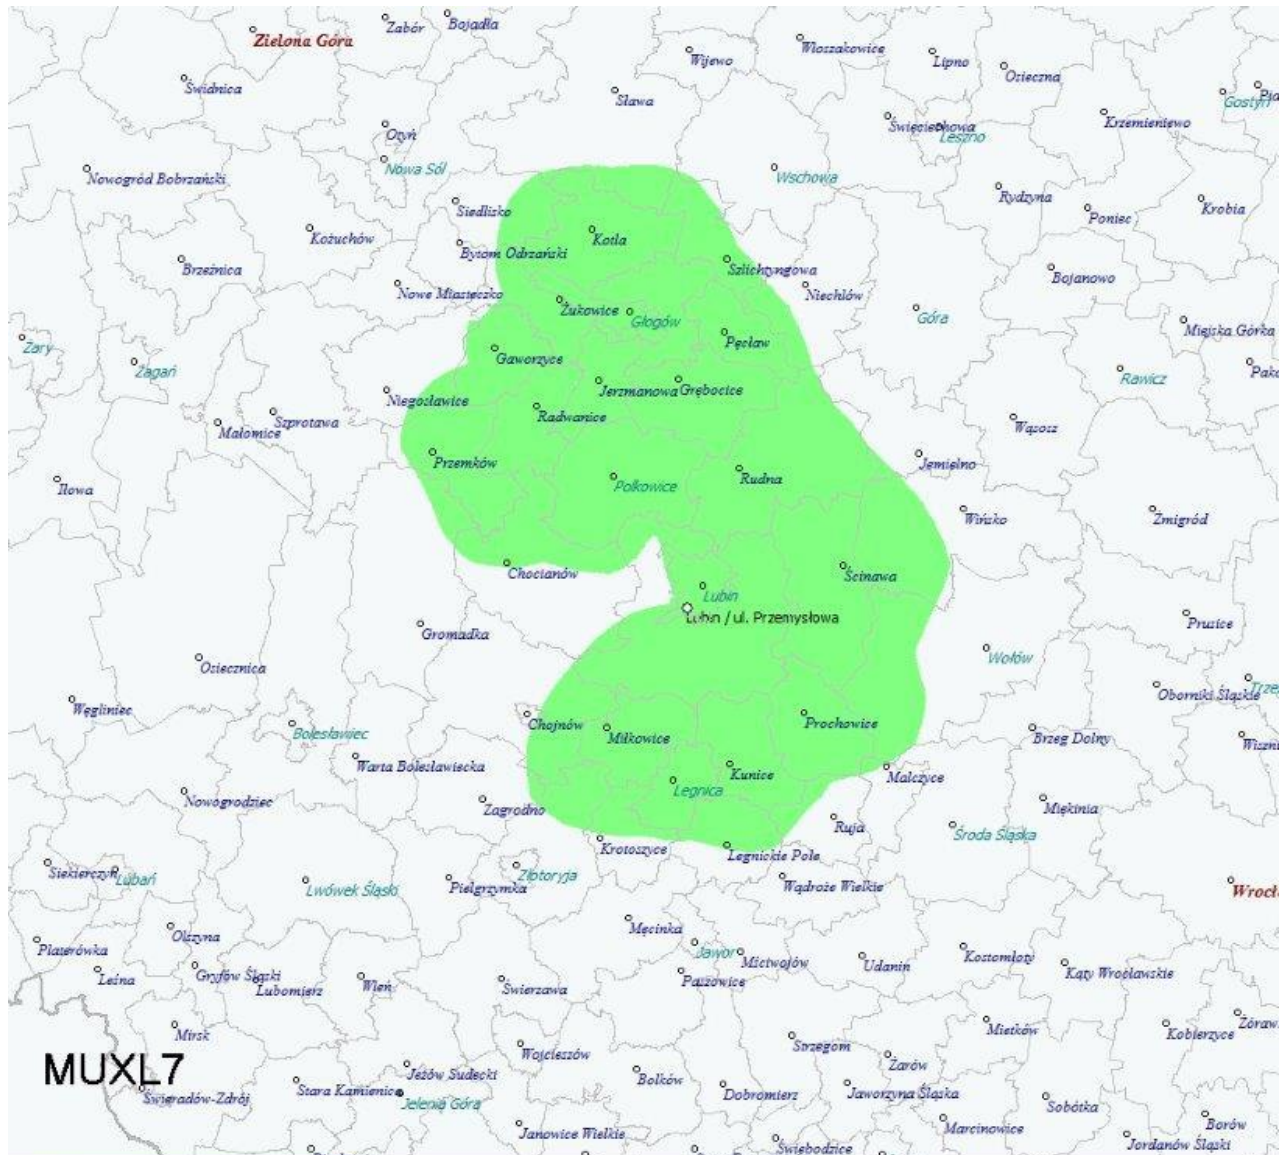 Zielona Góra
Zabór
Bojadła
Wijewo
Włoszakowice
Lipno
Osieczna
Świdnica
Sława
Gostyń
Krzemieniewo
Otyń
Święciechowa
Leszno
Nowa Sól
Wschowa
Nowogród Bobrzański
Rydzyna
Siedlisko
Poniec
Krobia
Kożuchów
Kotla
Bytom Odrzański
Brzeźnica
Szlichtyngowa
Bojanowo
Nowe Miasteczko
Niechlów
Żukowice
Głogów
Góra
Miejska Górka
Żary
Pęcław
Żagań
Gaworzyce
Rawicz
Pako
Niegosławice
Jerzmanowa
Grębocice
Szprotawa
Radwanice
Małomice
Wąsosz
Przemków
Jemielno
Iłowa
Polkowice
Rudna
Wińsko
Żmigród
Chocianów
Ścinawa
Lubin
Lubin / ul. Przemysłowa
Prusice
Gromadka
Osiecznica
Wołów
Oborniki Śląskie
Trzeb
Węgliniec
Chojnów
Prochowice
Bolesławiec
Miłkowice
Brzeg Dolny
Wiszni
Warta Bolesławiecka
Kunice
Malczyce
Legnica
Nowogrodziec
Zagrodno
Miękinia
Ruja
Środa Śląska
Krotoszyce
Legnickie Pole
Siekierczyn
Lubań
Złotoryja
Lwówek Śląski
Pielgrzymka
Wądroże Wielkie
Wrocła
Męcinka
Olszyna
Platerówka
Jawor
Mściwojów
Kostomłoty
Udanin
Kąty Wrocławskie
Leśna
Gryfów Śląski
Lubomierz
Wleń
Świerzawa
Paszowice
Mirsk
Mietków
Kobierzyce
Żóraw
Strzegom
Wojcieszów
Żarów
MUXL7
Jeżów Sudecki
Bolków
Świeradów-Zdrój
Stara Kamienica
Jelenia Góra
Dobromierz
Jaworzyna Śląska
Sobótka
Janowice Wielkie
Marcinowice
Borów
Świebodzice
Jordanów Śląski